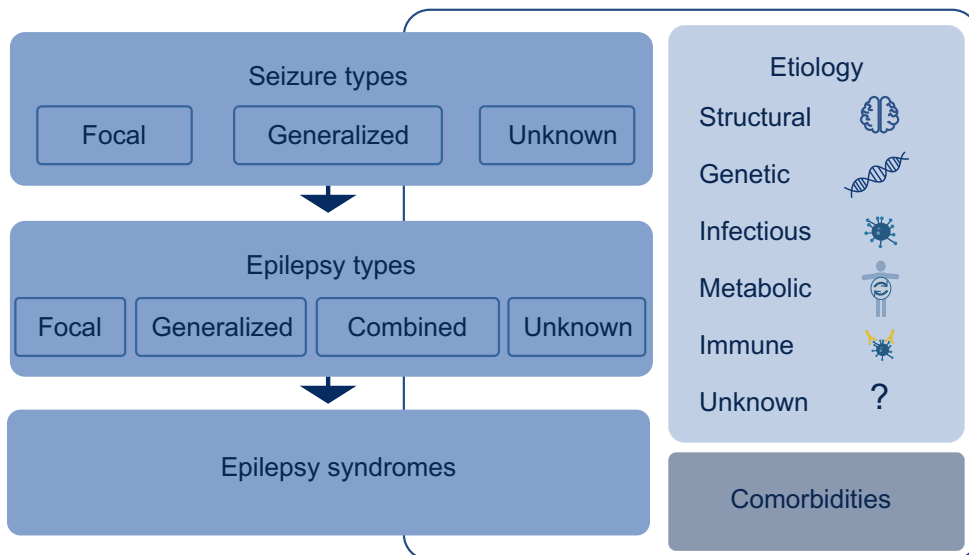 Seizure types
Focal
Generalized
Unknown
Epilepsy types
Focal
Generalized
Combined
Unknown
Epilepsy syndromes
Etiology
Structural
Genetic
Infectious
Metabolic
Immune
Unknown ?
Comorbidities